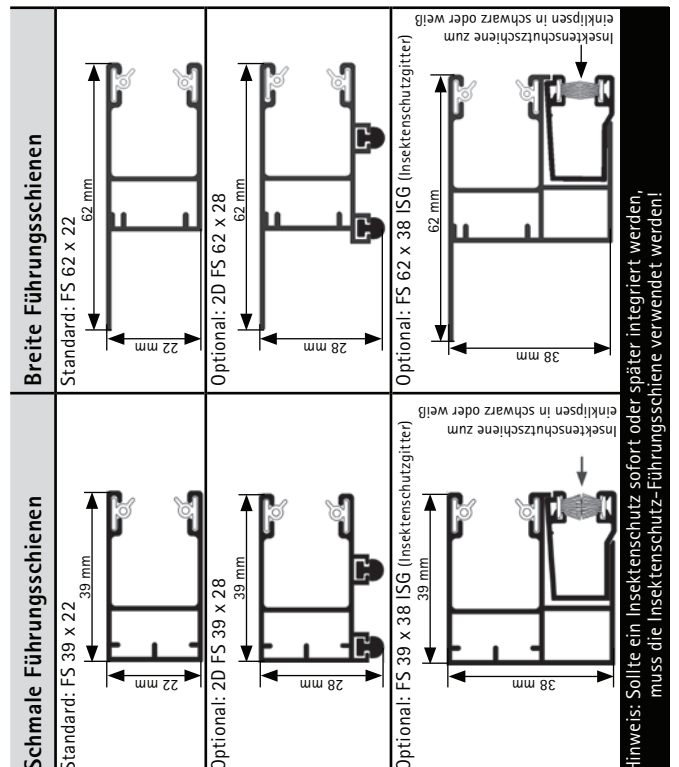 Schmale Führungsschienen
Breite Führungsschienen
Standard: FS 39 x 22
39 mm
22 mm
Standard: FS 62 x 22
62 mm
22 mm
Optional: 2D FS 39 x 28
39 mm
28 mm
Optional: 2D FS 62 x 28
62 mm
28 mm
Optional: FS 39 x 38 ISG (Insektenschutzgitter)
39 mm
38 mm
Insektenschutzschiene zum
einklipsen in schwarz oder weiß
Optional: FS 62 x 38 ISG (Insektenschutzgitter)
62 mm
38 mm
Insektenschutzschiene zum
einklipsen in schwarz oder weiß
Hinweis: Sollte ein Insektenschutz sofort oder später integriert werden,
muss die Insektenschutz-Führungsschiene verwendet werden!